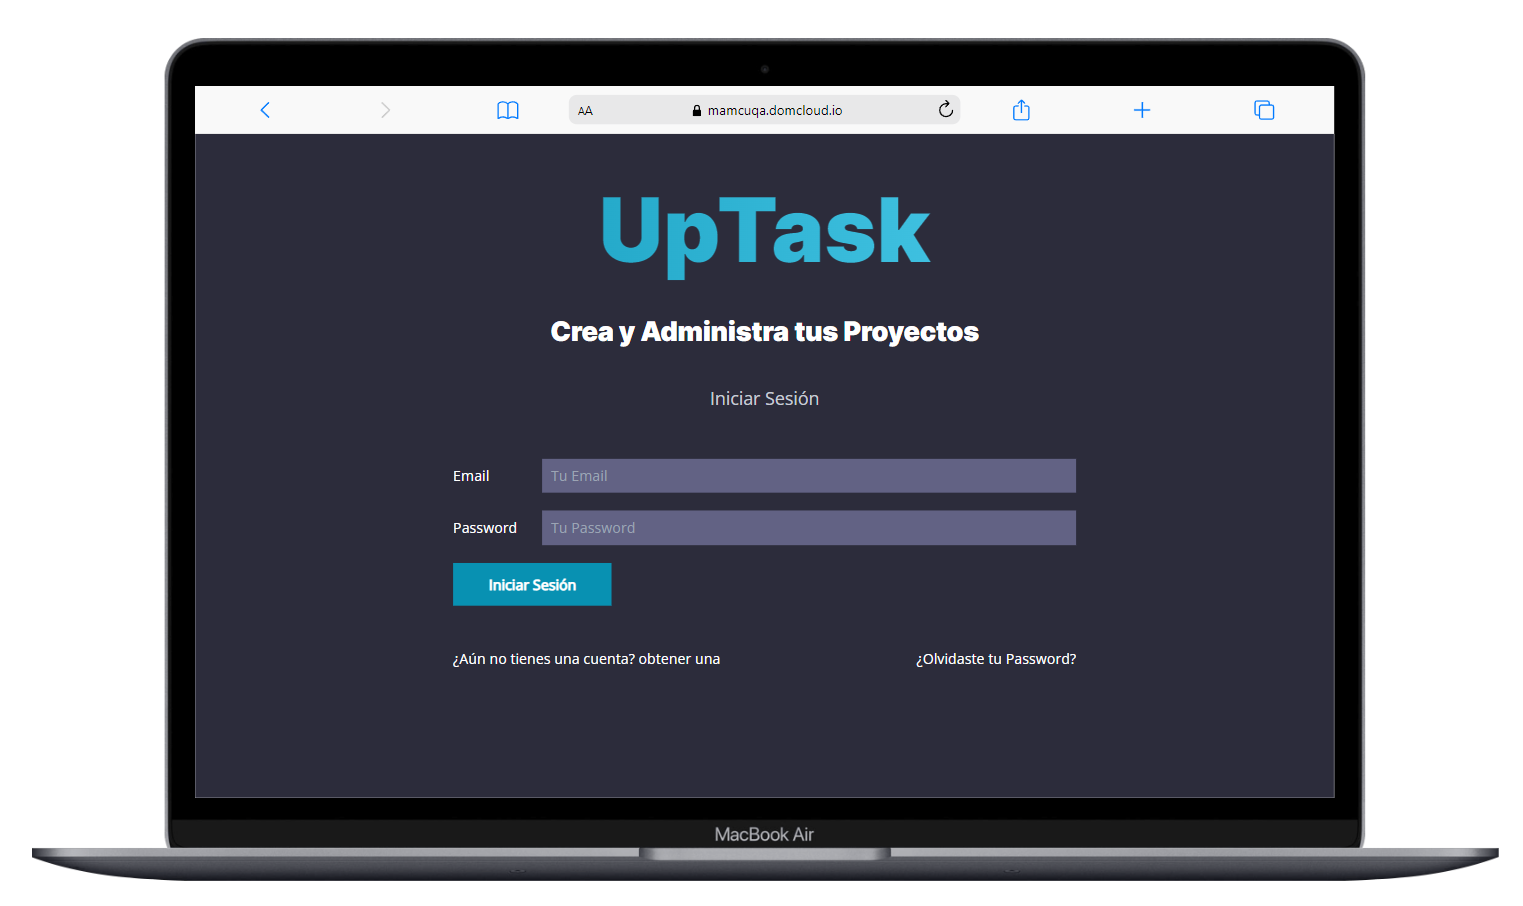 AA mamcuqa.domcloud.io
UpTask
Crea y Administra tus Proyectos
Iniciar Sesión
Email Tu Email
Password Tu Password
Iniciar Sesión
¿Aún no tienes una cuenta? obtener una ¿Olvidaste tu Password?
MacBook Air